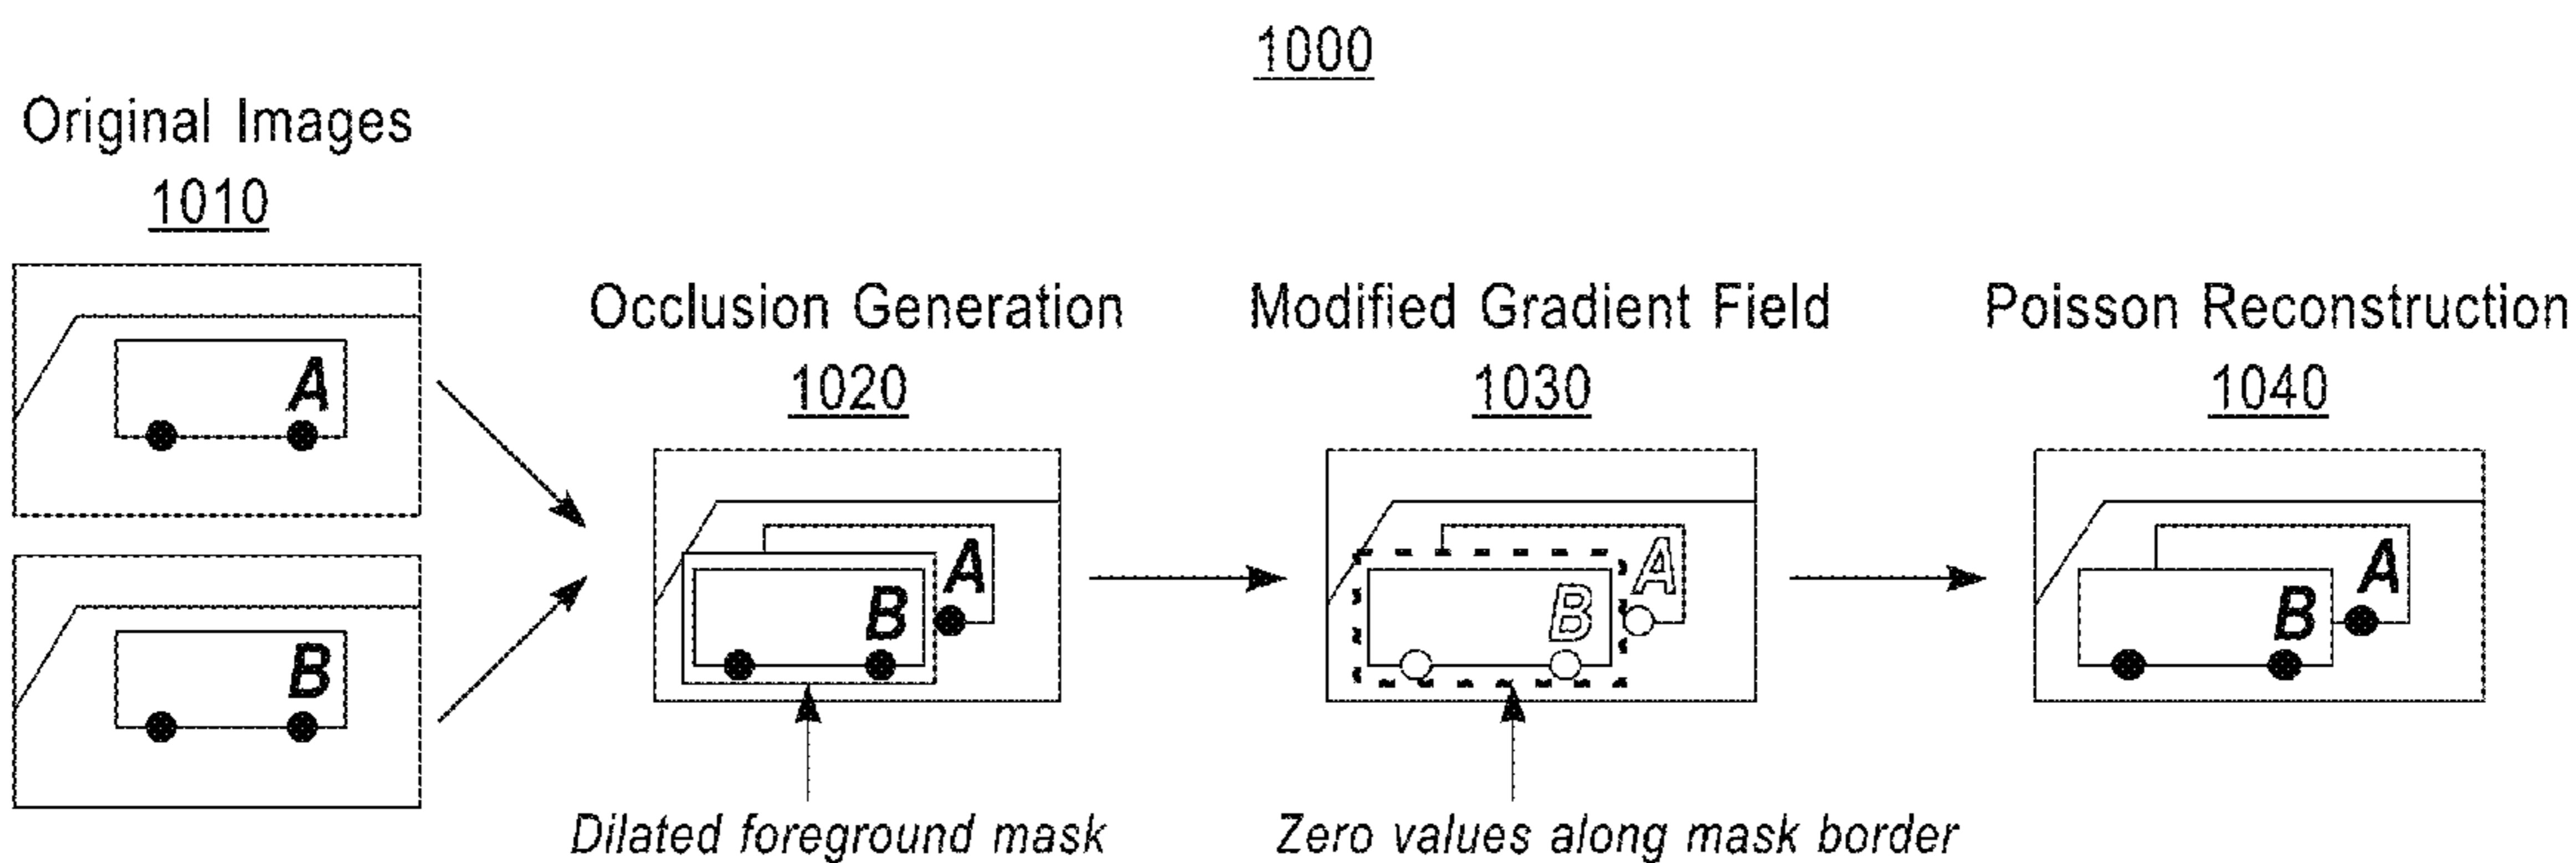 1000
Original Images
1010
A
B
Occlusion Generation
1020
A
B
Dilated foreground mask
Modified Gradient Field
1030
A
B
Zero values along mask border
Poisson Reconstruction
1040
A
B